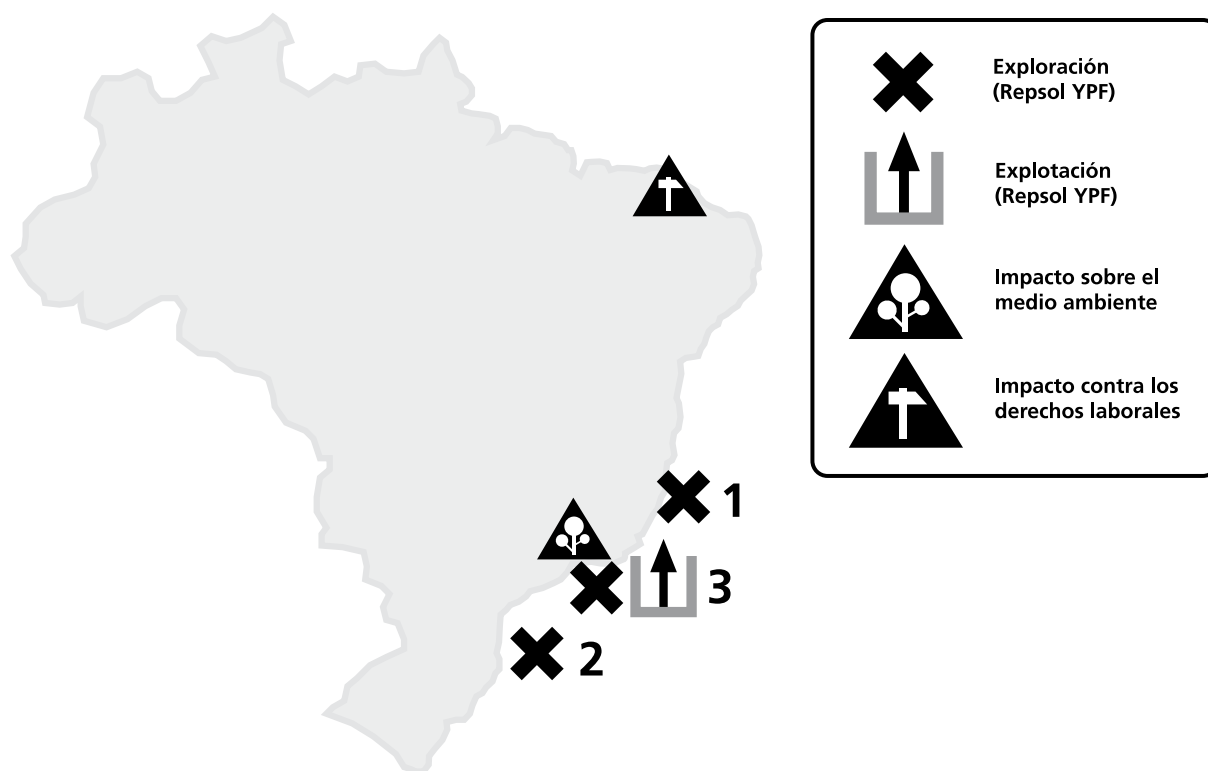 Exploración
(Repsol YPF)
Explotación
(Repsol YPF)
Impacto sobre el
medio ambiente
Impacto contra los
derechos laborales
1
3
2